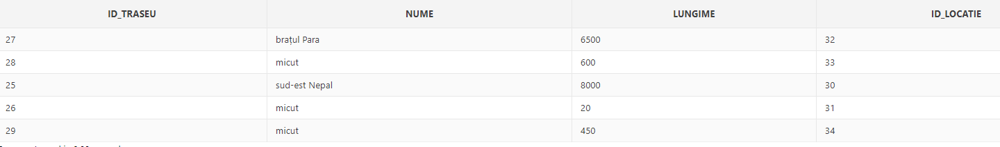 ID_TRASEU NUME LUNGIME ID_LOCATIE
27 brațul Para 6500 32
28 micut 600 33
25 sud-est Nepal 8000 30
26 micut 20 31
29 micut 450 34